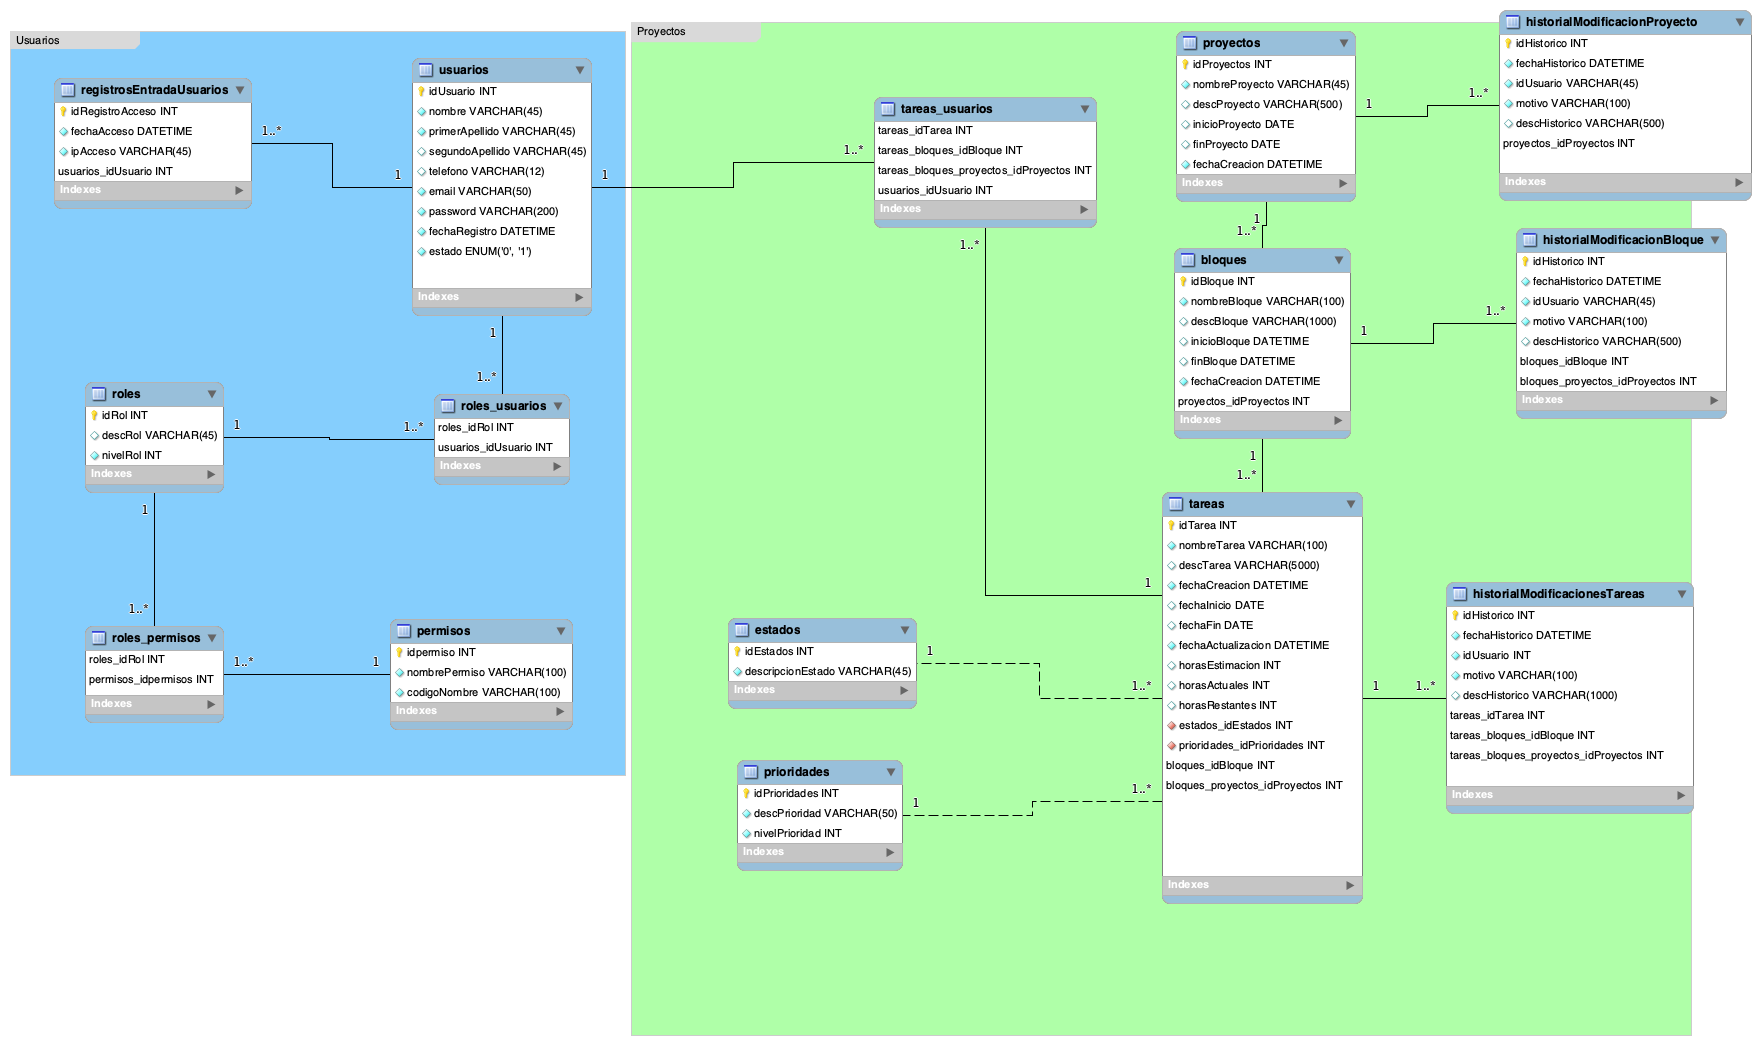 Usuarios
registrosEntradaUsuarios
idRegistroAcceso INT
fechaAcceso DATETIME
ipAcceso VARCHAR(45)
usuarios_idUsuario INT
Indexes
1..*
1
usuarios
idUsuario INT
nombre VARCHAR(45)
primerApellido VARCHAR(45)
segundoApellido VARCHAR(45)
telefono VARCHAR(12)
email VARCHAR(50)
password VARCHAR(200)
fechaRegistro DATETIME
estado ENUM('0', '1')
Indexes
1
1..*
1
1..*
roles
idRol INT
descRol VARCHAR(45)
nivelRol INT
Indexes
1
1..*
roles_usuarios
roles_idRol INT
usuarios_idUsuario INT
Indexes
1
1..*
roles_permisos
roles_idRol INT
permisos_idpermisos INT
Indexes
1..*
1
permisos
idpermiso INT
nombrePermiso VARCHAR(100)
codigoNombre VARCHAR(100)
Indexes
Proyectos
tareas_usuarios
tareas_idTarea INT
tareas_bloques_idBloque INT
tareas_bloques_proyectos_idProyectos INT
usuarios_idUsuario INT
Indexes
1..*
1
proyectos
idProyectos INT
nombreProyecto VARCHAR(45)
descProyecto VARCHAR(500)
inicioProyecto DATE
finProyecto DATE
fechaCreacion DATETIME
Indexes
1
1..*
historialModificacionProyecto
idHistorico INT
fechaHistorico DATETIME
idUsuario VARCHAR(45)
motivo VARCHAR(100)
descHistorico VARCHAR(500)
proyectos_idProyectos INT
Indexes
1
1..*
bloques
idBloque INT
nombreBloque VARCHAR(100)
descBloque VARCHAR(1000)
inicioBloque DATETIME
finBloque DATETIME
fechaCreacion DATETIME
proyectos_idProyectos INT
Indexes
1
1..*
historialModificacionBloque
idHistorico INT
fechaHistorico DATETIME
idUsuario VARCHAR(45)
motivo VARCHAR(100)
descHistorico VARCHAR(500)
bloques_idBloque INT
bloques_proyectos_idProyectos INT
Indexes
1
1..*
tareas
idTarea INT
nombreTarea VARCHAR(100)
descTarea VARCHAR(5000)
fechaCreacion DATETIME
fechaInicio DATE
fechaFin DATE
fechaActualizacion DATETIME
horasEstimacion INT
horasActuales INT
horasRestantes INT
estados_idEstados INT
prioridades_idPrioridades INT
bloques_idBloque INT
bloques_proyectos_idProyectos INT
Indexes
estados
idEstados INT
descripcionEstado VARCHAR(45)
Indexes
1
1..*
prioridades
idPrioridades INT
descPrioridad VARCHAR(50)
nivelPrioridad INT
Indexes
1
1..*
1
1..*
historialModificacionesTareas
idHistorico INT
fechaHistorico DATETIME
idUsuario INT
motivo VARCHAR(100)
descHistorico VARCHAR(1000)
tareas_idTarea INT
tareas_bloques_idBloque INT
tareas_bloques_proyectos_idProyectos INT
Indexes